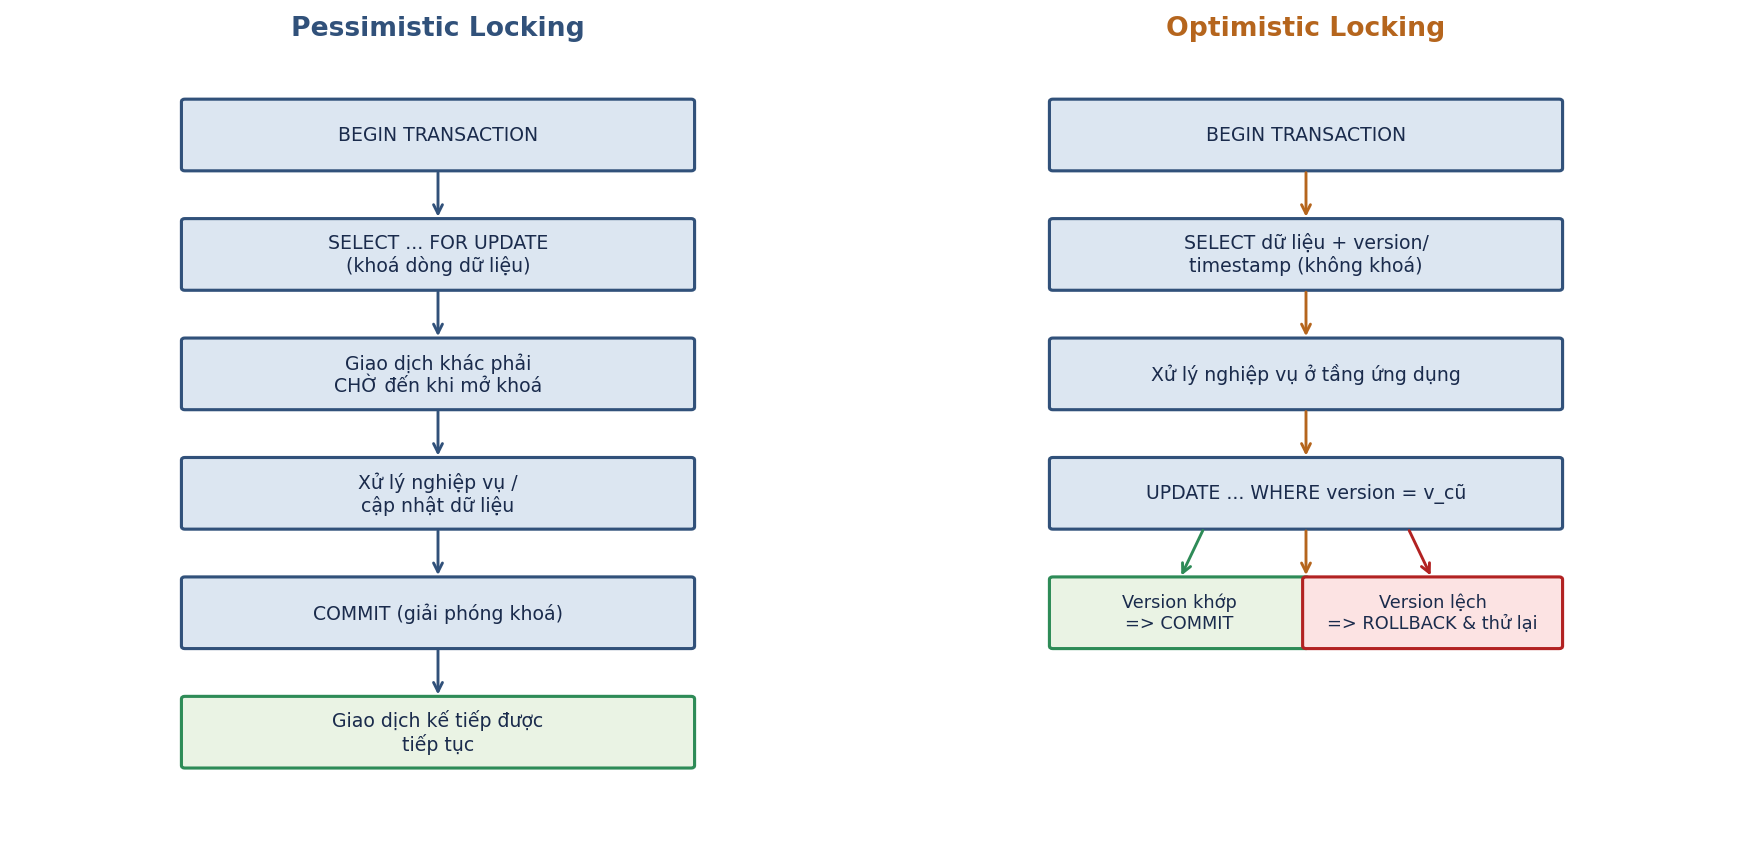 Pessimistic Locking
BEGIN TRANSACTION
SELECT ... FOR UPDATE
(khoá dòng dữ liệu)
Giao dịch khác phải
CHỜ đến khi mở khoá
Xử lý nghiệp vụ /
cập nhật dữ liệu
COMMIT (giải phóng khoá)
Giao dịch kế tiếp được
tiếp tục
Optimistic Locking
BEGIN TRANSACTION
SELECT dữ liệu + version/
timestamp (không khoá)
Xử lý nghiệp vụ ở tầng ứng dụng
UPDATE ... WHERE version = v_cũ
Version khớp
=> COMMIT
Version lệch
=> ROLLBACK & thử lại